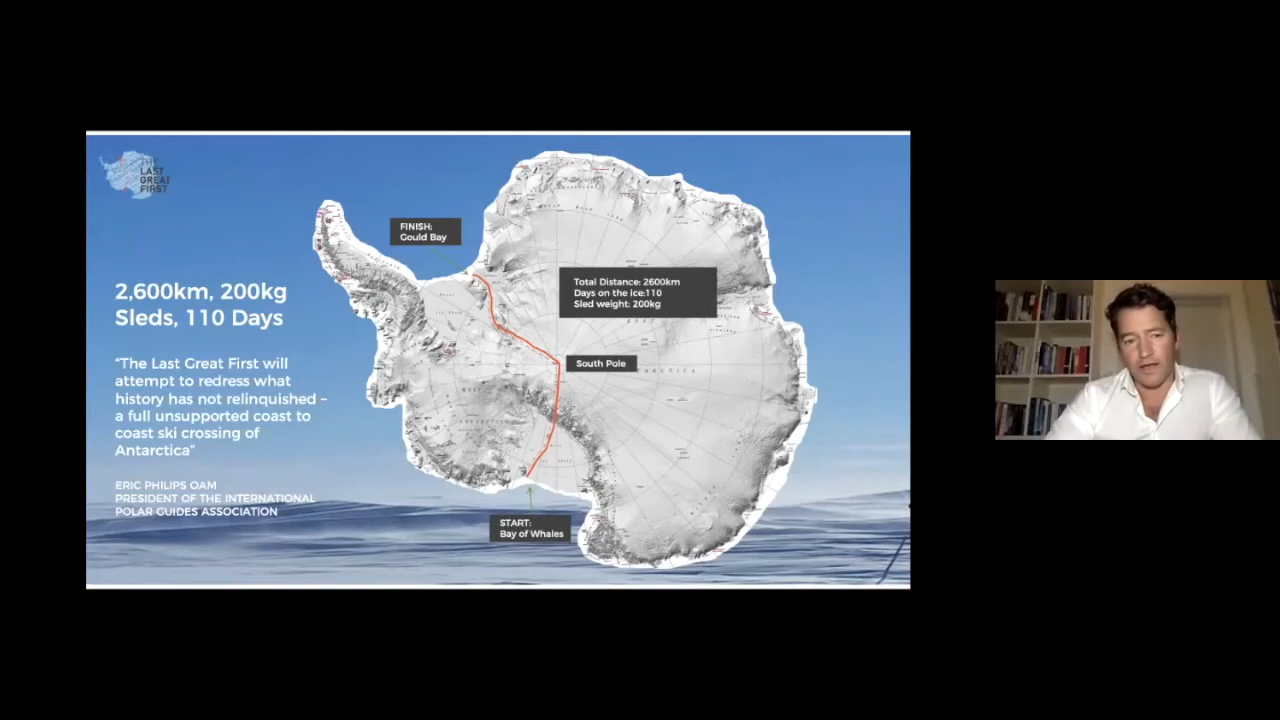 THE
LAST
GREAT
FIRST
FINISH:
Gould Bay
2,600km, 200kg
Sleds, 110 Days
Total Distance: 2600km
Days on the ice:110
Sled weight: 200kg
"The Last Great First will
attempt to redress what
history has not relinquished –
a full unsupported coast to
coast ski crossing of
Antarctica"
South Pole
ERIC PHILIPS OAM
PRESIDENT OF THE INTERNATIONAL
POLAR GUIDES ASSOCIATION
START:
Bay of Whales